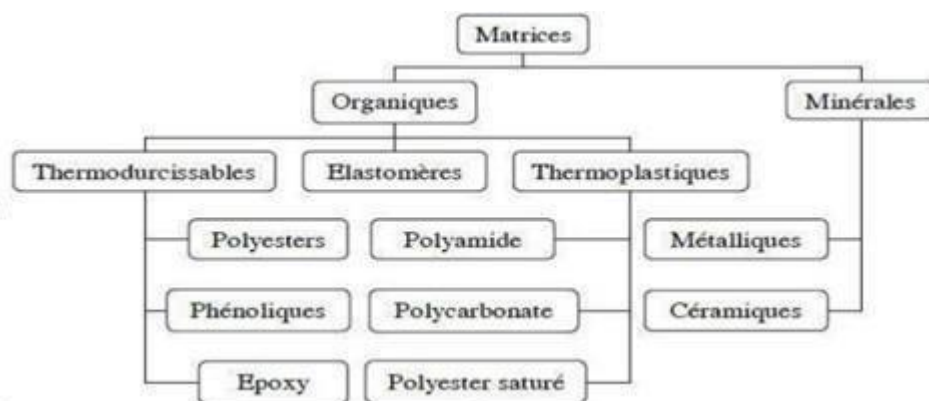 Matrices
Organiques
Minérales
Thermodurcissables
Elastomères
Thermoplastiques
Polyesters
Polyamide
Métalliques
Phénoliques
Polycarbonate
Céramiques
Epoxy
Polyester saturé